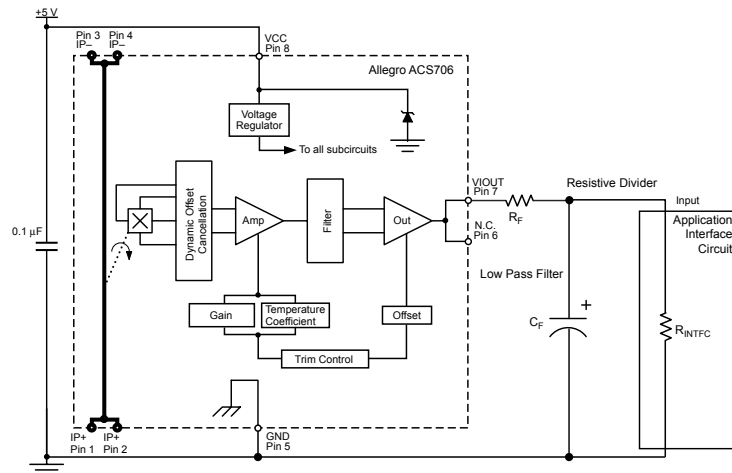 +5 V
Pin 3 Pin 4
IP– IP–
VCC
Pin 8
Allegro ACS706
Voltage
Regulator
To all subcircuits
VIOUT
Pin 7
Resistive Divider
Input
Application
Interface
Circuit
RF
N.C.
Pin 6
Dynamic Offset
Cancellation
Amp
Filter
Out
0.1 µF
Low Pass Filter
+
CF
RINTFC
Gain
Temperature
Coefficient
Offset
Trim Control
IP+ IP+
Pin 1 Pin 2
GND
Pin 5